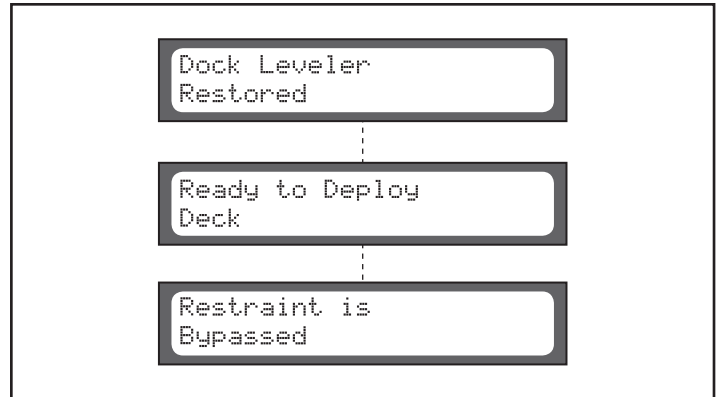 Dock Leveler
Restored
Ready to Deploy
Deck
Restraint is
Bypassed